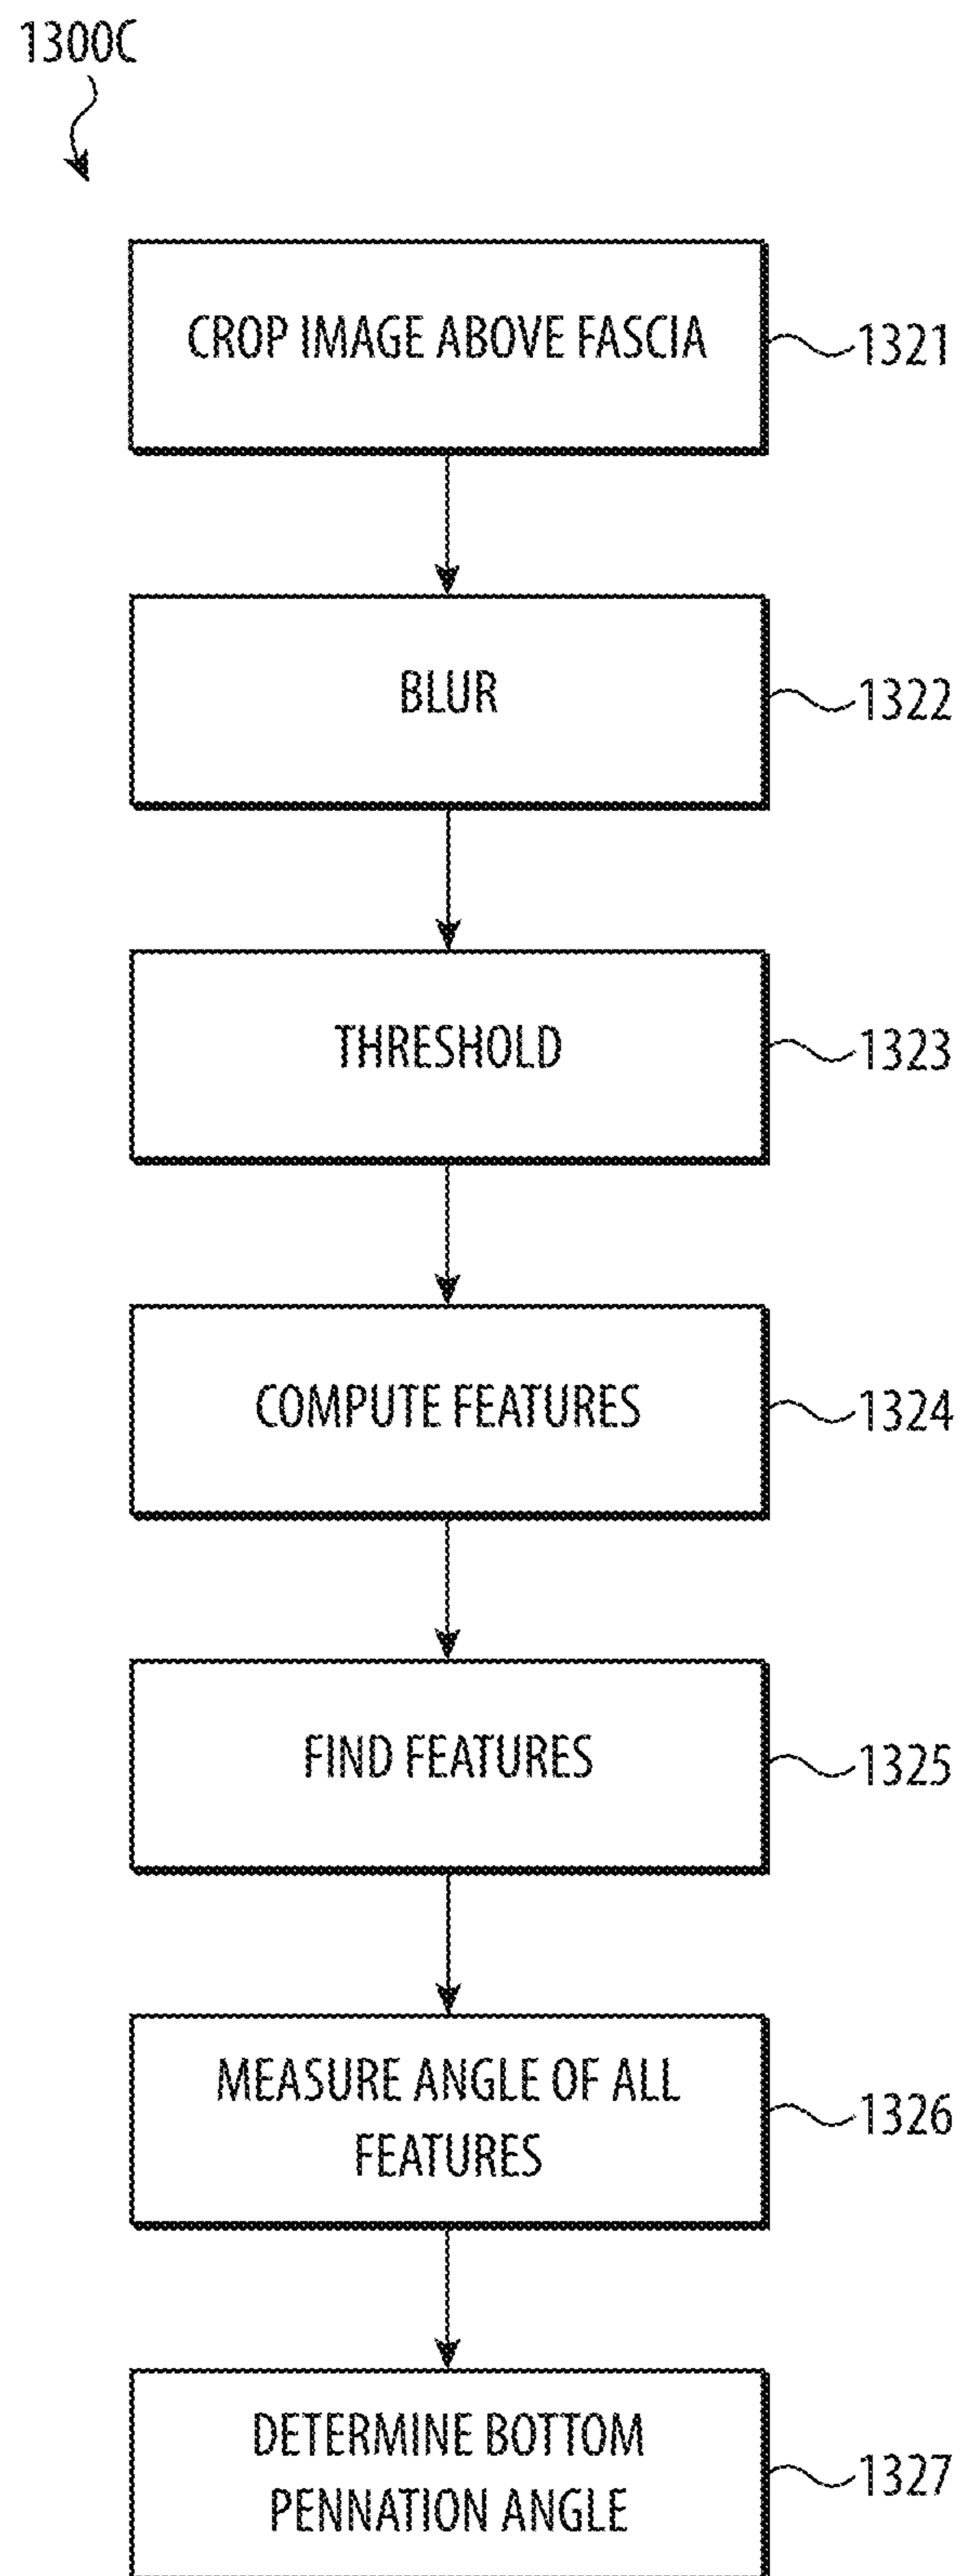 1300C
CROP IMAGE ABOVE FASCIA
1321
BLUR
1322
THRESHOLD
1323
COMPUTE FEATURES
1324
FIND FEATURES
1325
MEASURE ANGLE OF ALL
FEATURES
1326
DETERMINE BOTTOM
PENNATION ANGLE
1327